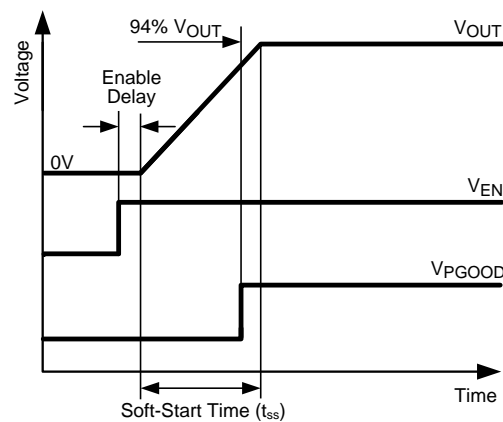 94% VOUT
VOUT
Enable
Delay
Voltage
0V
VEN
VPGOOD
Time
Soft-Start Time (tss)